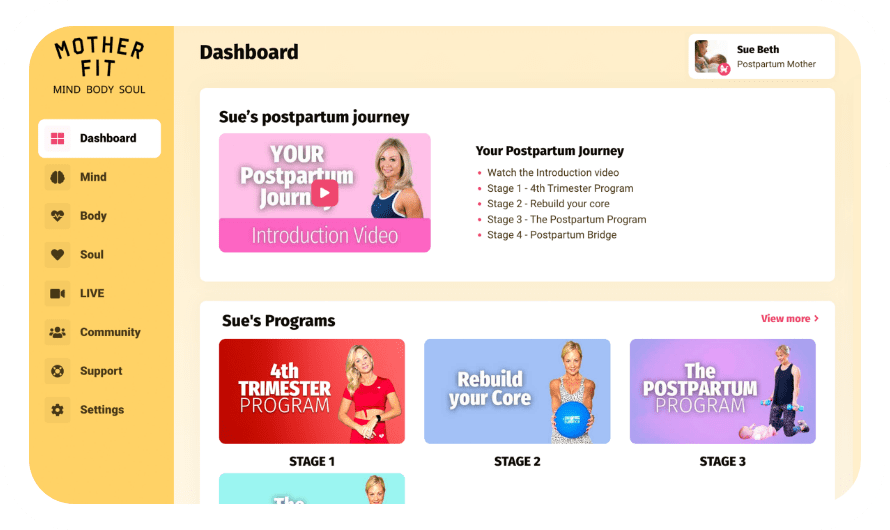 MOTHER
FIT
MIND BODY SOUL
Dashboard
Mind
Body
Soul
LIVE
Community
Support
Settings
Dashboard
Sue Beth
Postpartum Mother
Sue's postpartum journey
YOUR
Postpartum
Introduction Video
Your Postpartum Journey
Watch the Introduction video
Stage 1 - 4th Trimester Program
Stage 2 - Rebuild your core
Stage 3 - The Postpartum Program
Stage 4 - Postpartum Bridge
Sue's Programs
View more
4th
TRIMESTER
PROGRAM
STAGE 1
Rebuild
your Core
STAGE 2
The
POSTPARTUM
PROGRAM
STAGE 3
The